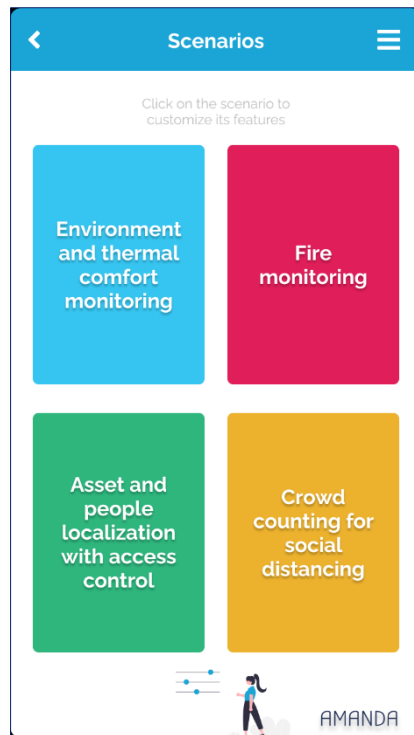 Scenarios
Click on the scenario to
customize its features
Environment
and thermal
comfort
monitoring
Fire
monitoring
Asset and
people
localization
with access
control
Crowd
counting for
social
distancing
AMANDA